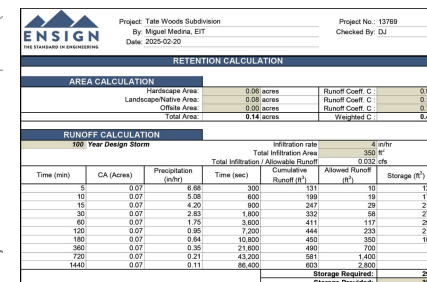 ENSIGN
THE STANDARD IN ENGINEERING
Project: Tate Woods Subdivision
By: Miguel Medina, EIT
Date: 2025-02-20
Project No.: 13769
Checked By: DJ
RETENTION CALCULATION
AREA CALCULATION
Hardscape Area: 0.06 acres Runoff Coeff. C :
Landscape/Native Area: 0.08 acres Runoff Coeff. C :
Offsite Area: 0.00 acres Runoff Coeff. C :
Total Area: 0.14 acres Weighted C :
RUNOFF CALCULATION
100 Year Design Storm
Infiltration rate 4 in/hr
Total Infiltration Area 350 ft²
Total Infiltration / Allowable Runoff 0.032 cfs
Time (min) CA (Acres) Precipitation (in/hr) Time (sec) Cumulative Runoff (ft³) Allowed Runoff (ft³) Storage (ft³)
5 0.07 6.68 300 131 10
10 0.07 5.08 600 199 19
15 0.07 4.20 900 247 29
30 0.07 2.83 1,800 332 58
60 0.07 1.75 3,600 411 117
120 0.07 0.95 7,200 444 233
180 0.07 0.64 10,800 450 350
360 0.07 0.35 21,600 490 700
720 0.07 0.21 43,200 581 1,400
1440 0.07 0.11 86,400 603 2,800
Storage Required:
Storage Provided: